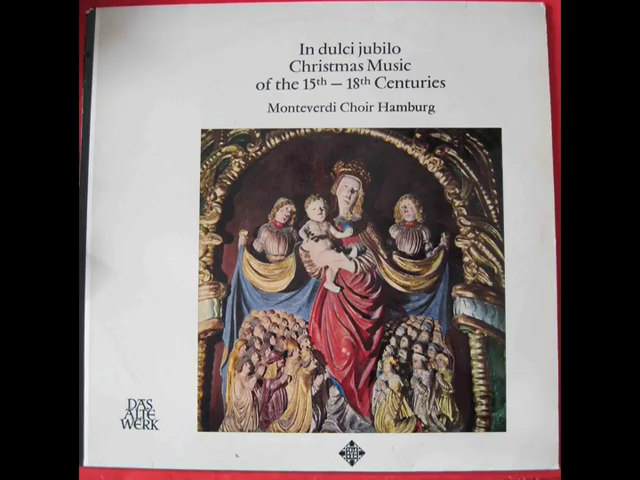 In dulci jubilo
Christmas Music
of the 15th – 18th Centuries
Monteverdi Choir Hamburg
DAS
ALTE
WERK